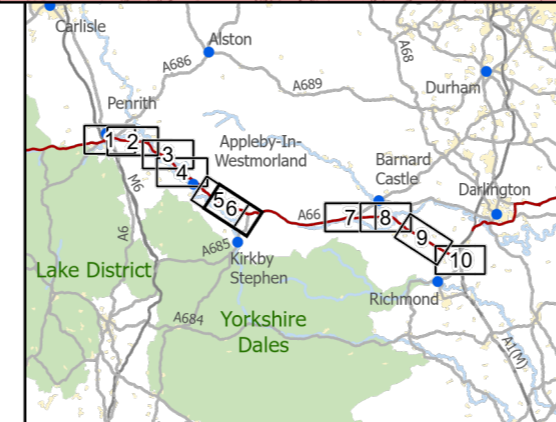 Carlisle
Alston
A686
A68
A689
Durham
Penrith
1
2
3
4
5
6
Appleby-In-
Westmorland
Barnard
Castle
Darlington
M6
A6
A66
7
8
9
10
A685
Kirkby
Stephen
Lake District
Richmond
A684
Yorkshire
Dales
A1(M)